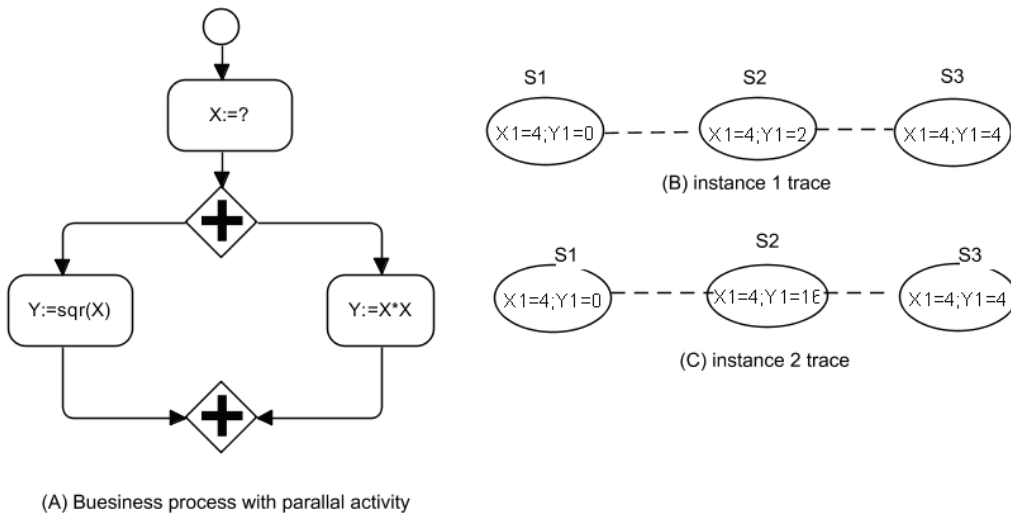 X:=?
Y:=sqr(X)
Y:=X*X
(A) Buesiness process with parallal activity
S1
S2
S3
X1=4;Y1=0
X1=4;Y1=2
X1=4;Y1=4
(B) instance 1 trace
S1
S2
S3
X1=4;Y1=0
X1=4;Y1=16
X1=4;Y1=4
(C) instance 2 trace